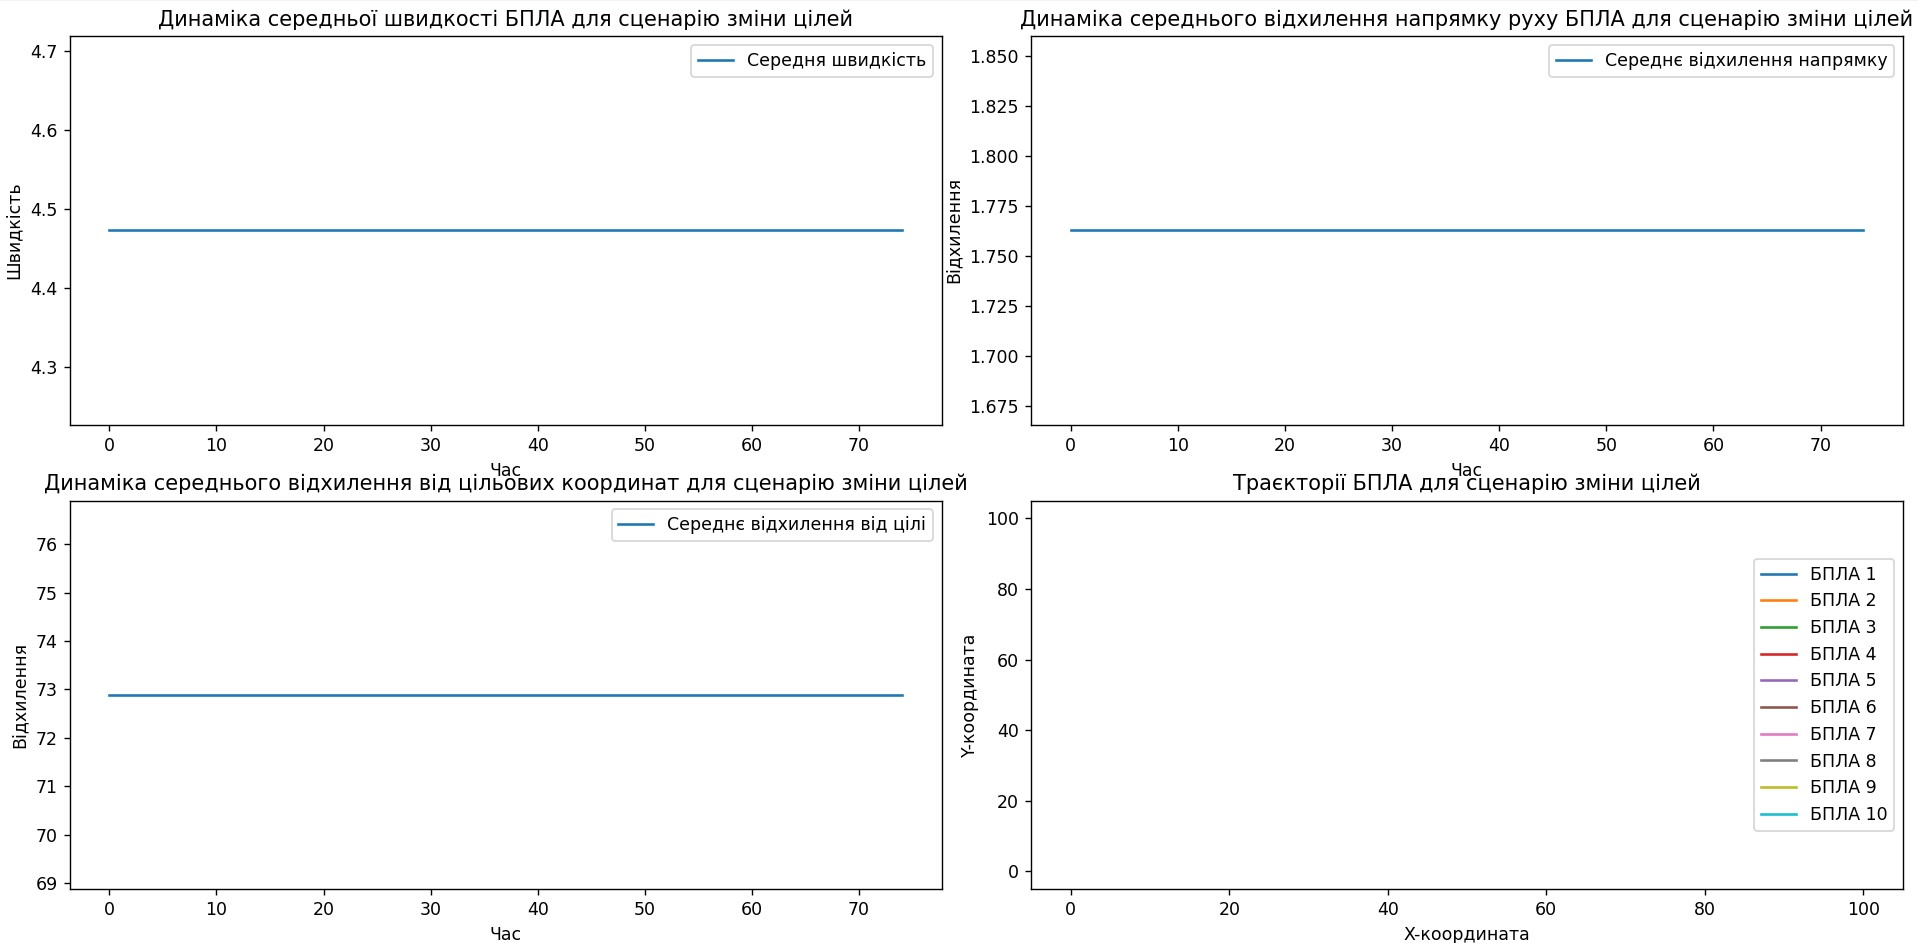 Динаміка середньої швидкості БПЛА для сценарію зміни цілей
Середня швидкість
Швидкість
4.7
4.6
4.5
4.4
4.3
0 10 20 30 40 50 60 70
Час
Динаміка середнього відхилення напрямку руху БПЛА для сценарію зміни цілей
Середнє відхилення напрямку
Відхилення
1.850
1.825
1.800
1.775
1.750
1.725
1.700
1.675
0 10 20 30 40 50 60 70
Час
Динаміка середнього відхилення від цільових координат для сценарію зміни цілей
Середнє відхилення від цілі
Відхилення
76
75
74
73
72
71
70
69
0 10 20 30 40 50 60 70
Час
Траєкторії БПЛА для сценарію зміни цілей
Y-координата
100
80
60
40
20
0
БПЛА 1
БПЛА 2
БПЛА 3
БПЛА 4
БПЛА 5
БПЛА 6
БПЛА 7
БПЛА 8
БПЛА 9
БПЛА 10
0 20 40 60 80 100
X-координата